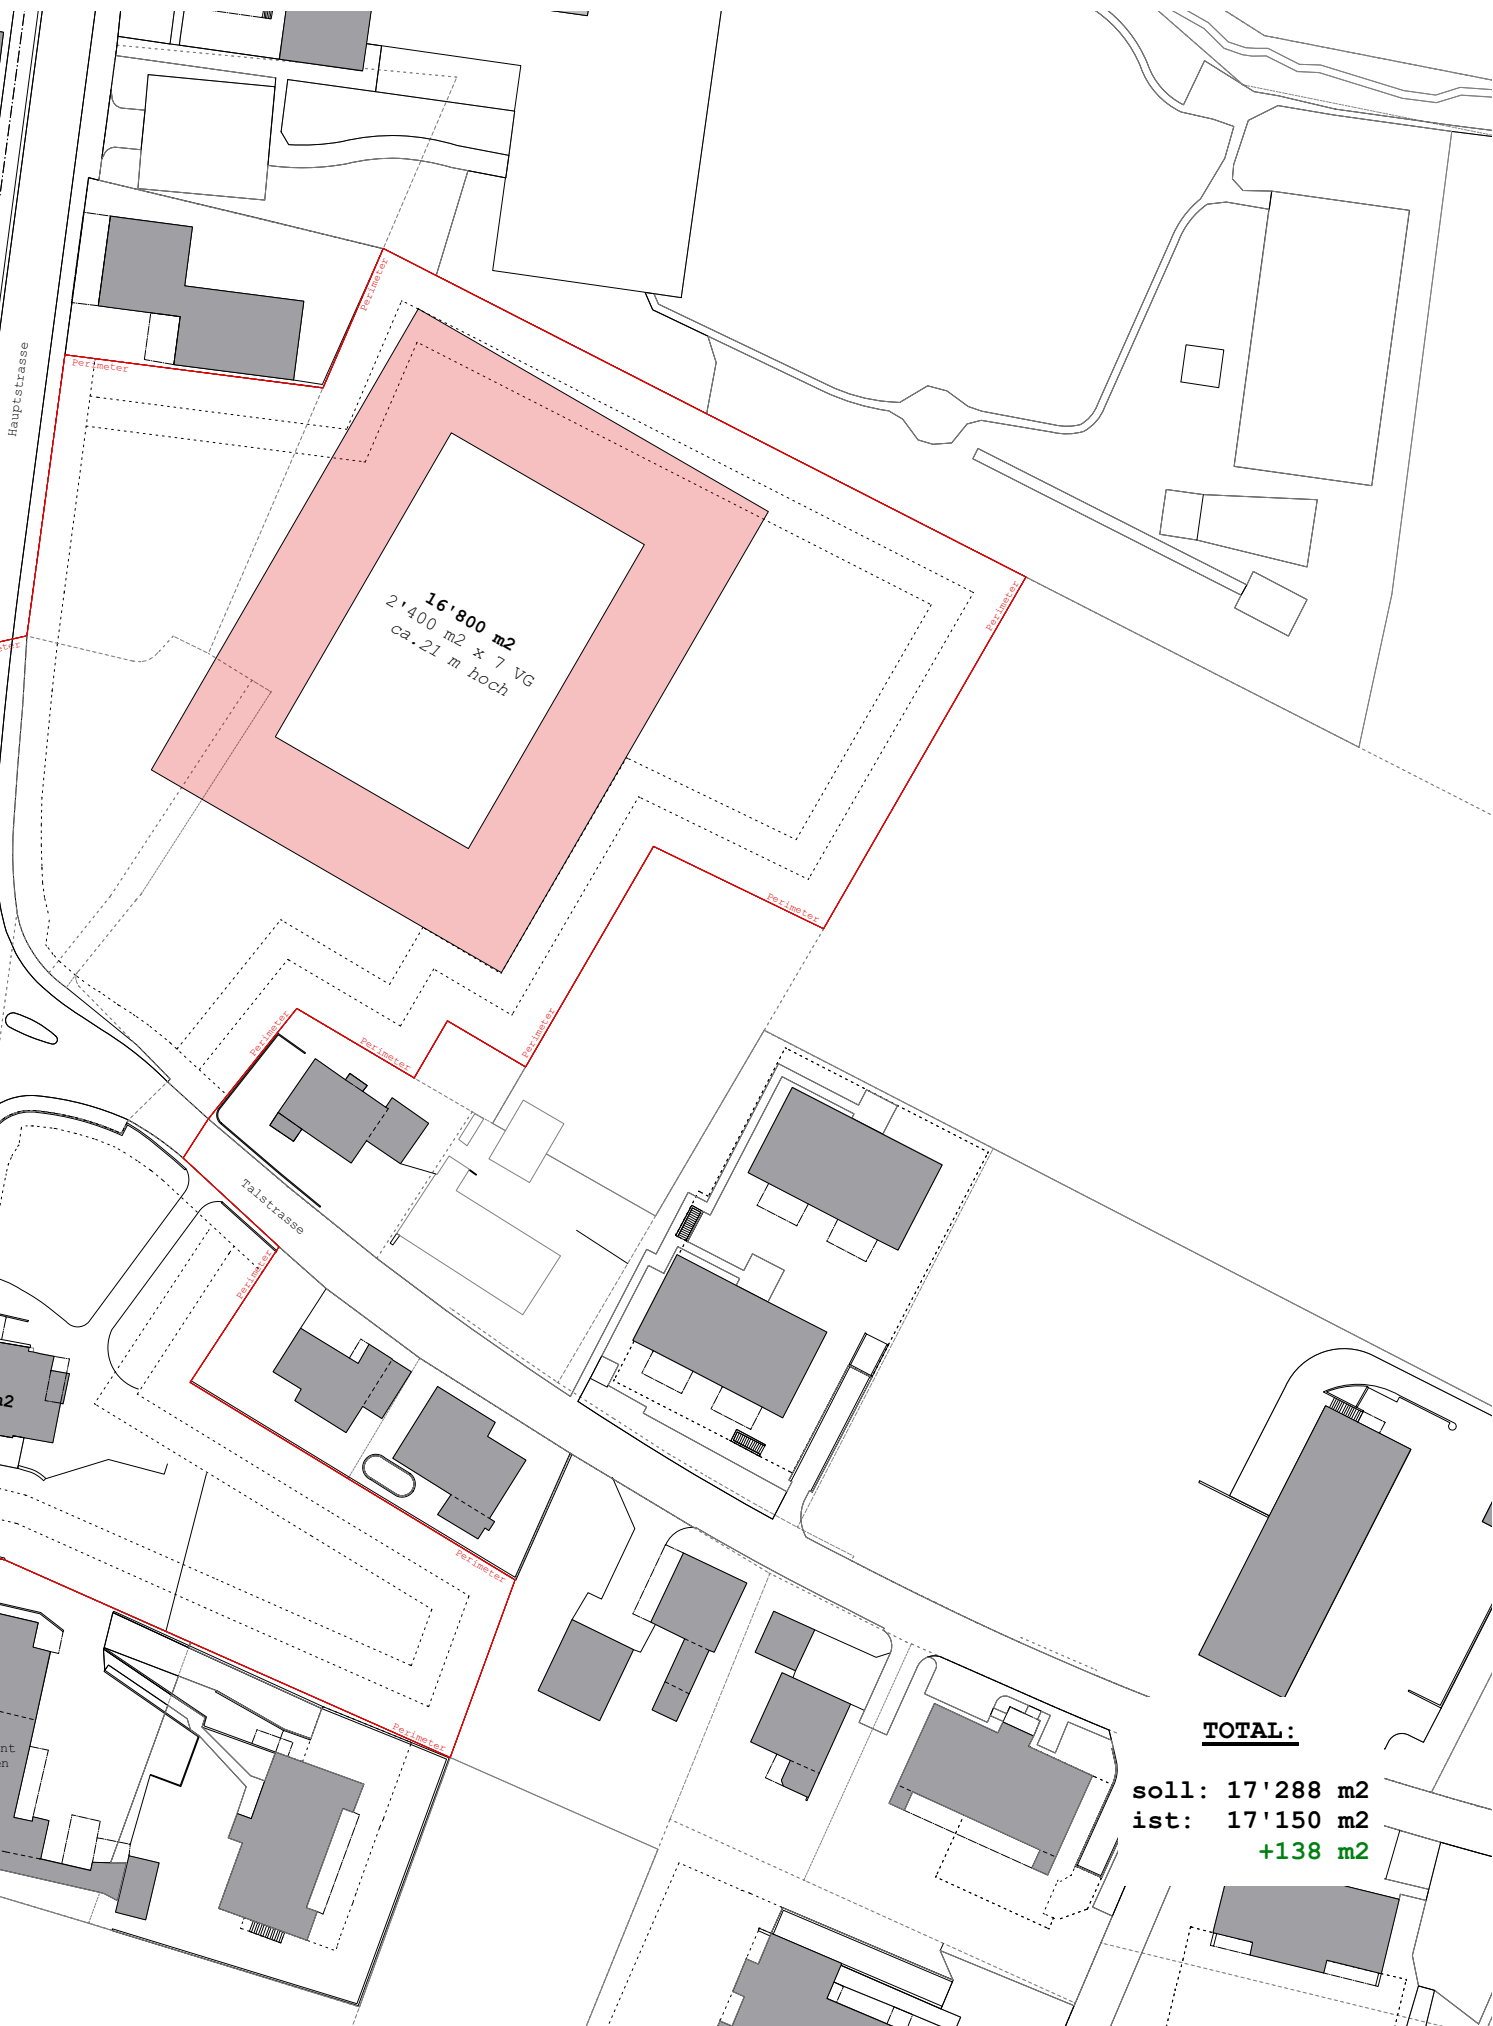 Perimeter
Perimeter
Hauptstrasse
16'800 m2
2'400 m2 x 7 VG
ca.21 m hoch
Perimeter
Perimeter
Perimeter
Perimeter
Perimeter
Talstrasse
Perimeter
Perimeter
Perimeter
TOTAL:
soll: 17'288 m2
ist: 17'150 m2
+138 m2